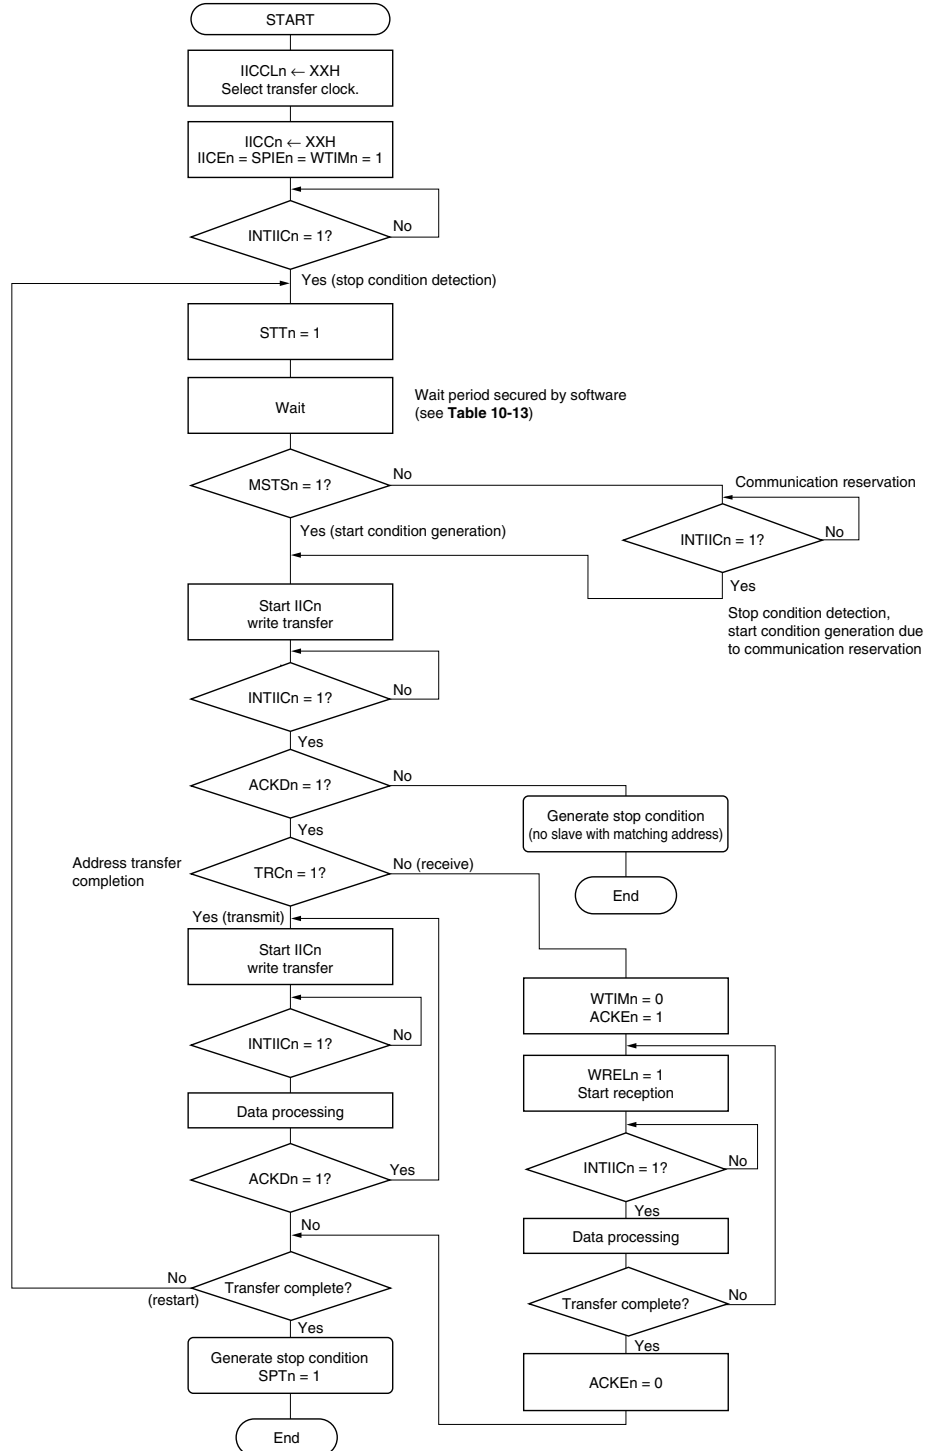 START
IICCLn ← XXH
Select transfer clock.
IICCn ← XXH
IICEn = SPIEn = WTIMn = 1
INTIICn = 1?
No
Yes (stop condition detection)
STTn = 1
Wait
Wait period secured by software
(see Table 10-13)
MSTSn = 1?
No
Communication reservation
INTIICn = 1?
No
Yes (start condition generation)
Yes
Stop condition detection,
start condition generation due
to communication reservation
Start IICn
write transfer
INTIICn = 1?
No
Yes
ACKDn = 1?
No
Generate stop condition
(no slave with matching address)
End
Yes
Address transfer
completion
TRCn = 1?
No (receive)
Yes (transmit)
Start IICn
write transfer
INTIICn = 1?
No
Data processing
ACKDn = 1?
Yes
No
WTIMn = 0
ACKEn = 1
WRELn = 1
Start reception
INTIICn = 1?
No
Yes
Data processing
Transfer complete?
No
Yes
ACKEn = 0
Transfer complete?
No
(restart)
Yes
Generate stop condition
SPTn = 1
End